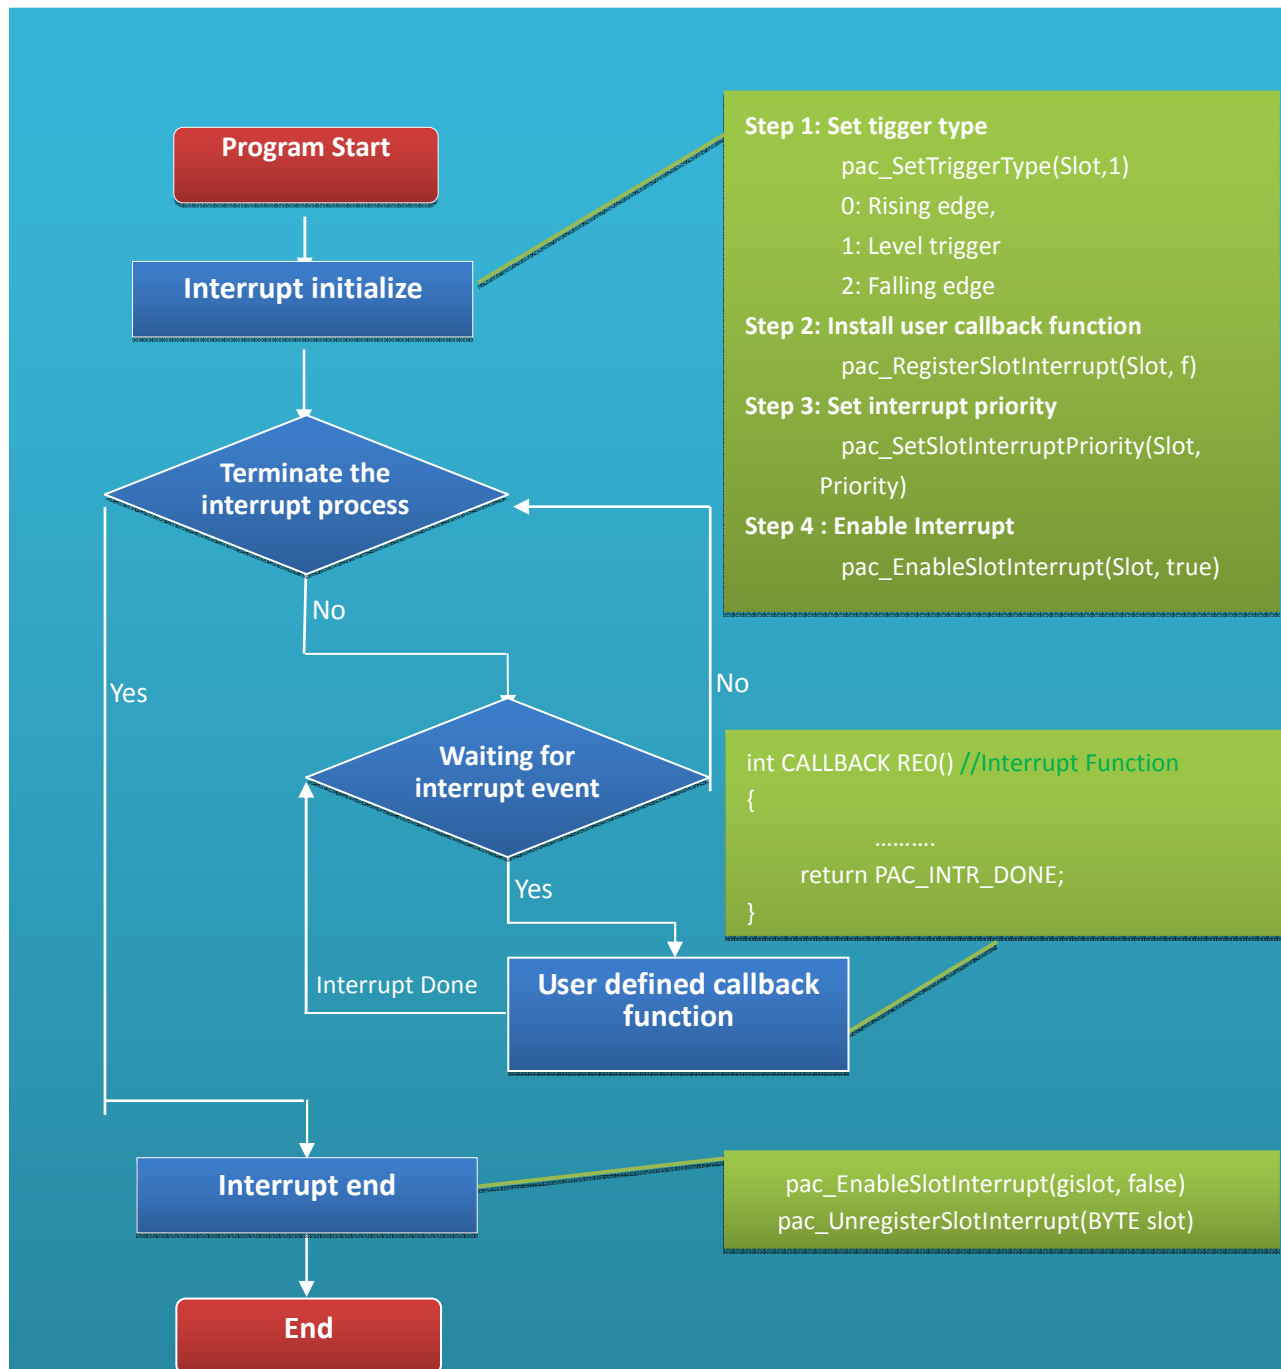 Program Start
Interrupt initialize
Step 1: Set tigger type
pac_SetTriggerType(Slot,1)
0: Rising edge,
1: Level trigger
2: Falling edge
Step 2: Install user callback function
pac_RegisterSlotInterrupt(Slot, f)
Step 3: Set interrupt priority
pac_SetSlotInterruptPriority(Slot,
Priority)
Step 4 : Enable Interrupt
pac_EnableSlotInterrupt(Slot, true)
Terminate the
interrupt process
No
Yes
No
Waiting for
interrupt event
int CALLBACK RE0() //Interrupt Function
{
..........
return PAC_INTR_DONE;
}
Yes
Interrupt Done
User defined callback
function
Interrupt end
pac_EnableSlotInterrupt(gislot, false)
pac_UnregisterSlotInterrupt(BYTE slot)
End